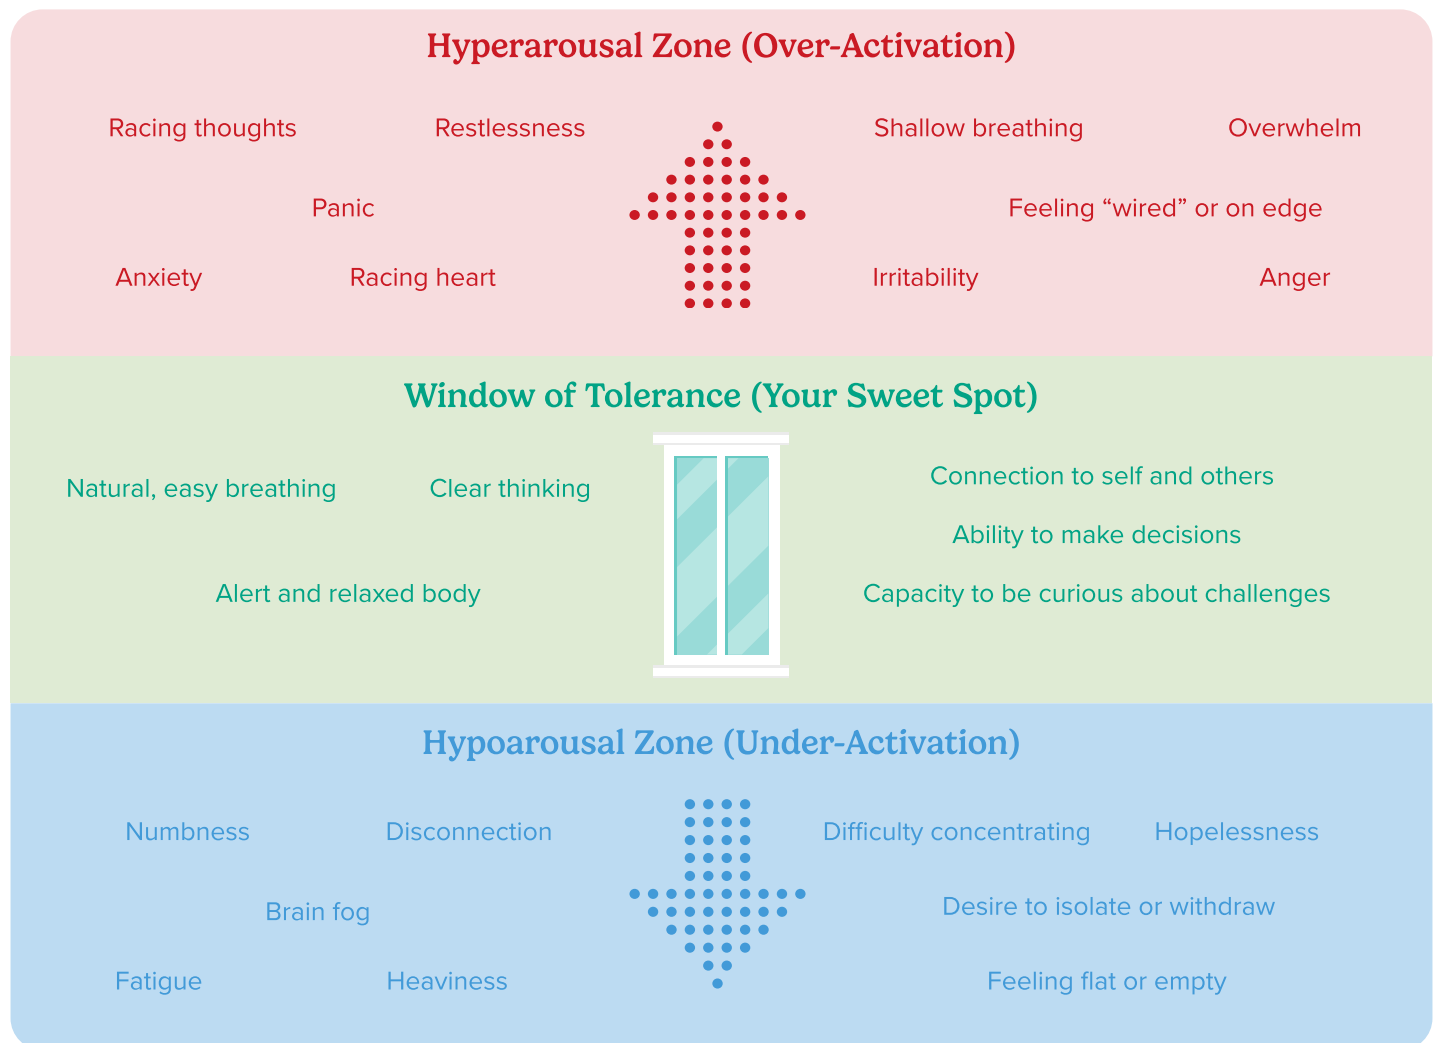 Hyperarousal Zone (Over-Activation)
Racing thoughts
Restlessness
Shallow breathing
Overwhelm
Panic
Feeling “wired” or on edge
Anxiety
Racing heart
Irritability
Anger
Window of Tolerance (Your Sweet Spot)
Natural, easy breathing
Clear thinking
Connection to self and others
Ability to make decisions
Alert and relaxed body
Capacity to be curious about challenges
Hypoarousal Zone (Under-Activation)
Numbness
Disconnection
Difficulty concentrating
Hopelessness
Brain fog
Desire to isolate or withdraw
Fatigue
Heaviness
Feeling flat or empty